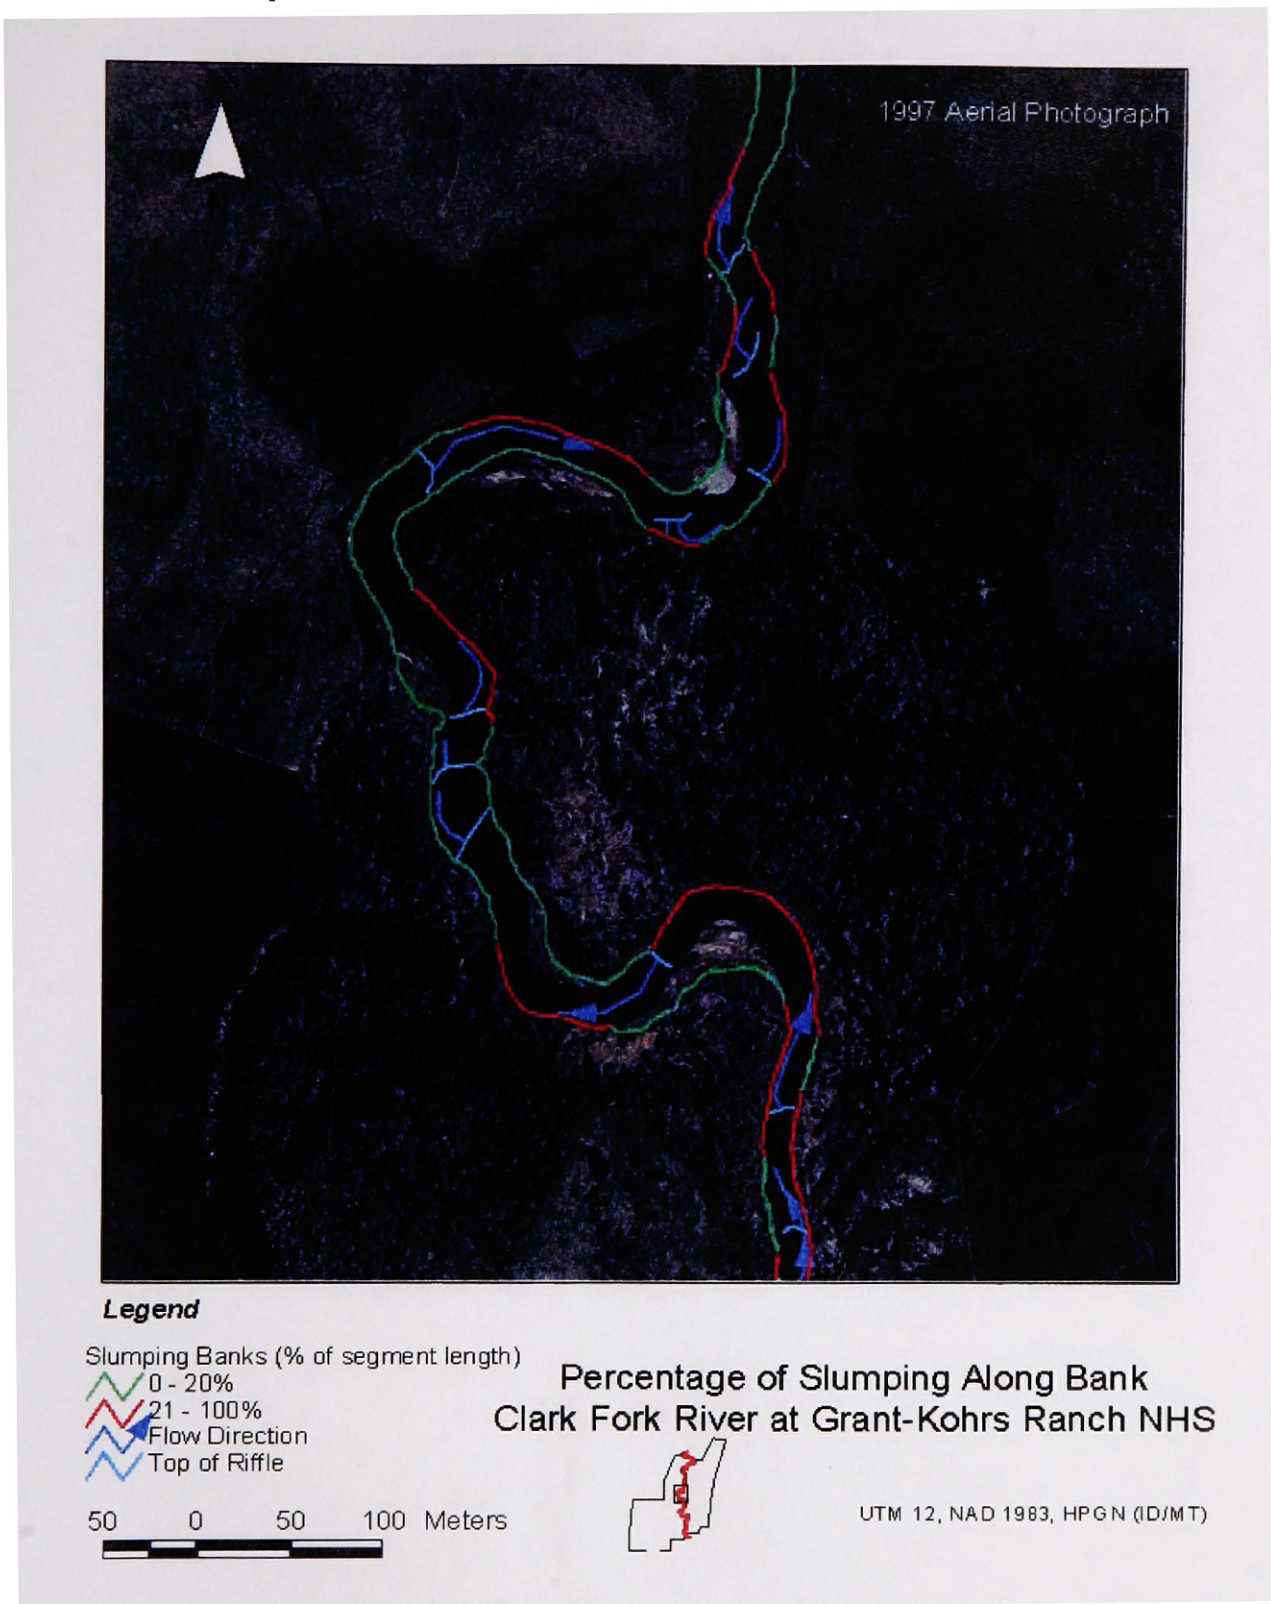 1997 Aerial Photograph
Legend
Slumping Banks (% of segment length)
0 - 20%
21 - 100%
Flow Direction
Top of Riffle
Percentage of Slumping Along Bank
Clark Fork River at Grant-Kohrs Ranch NHS
50 0 50 100 Meters
UTM 12, NAD 1983, HPGN (ID/MT)